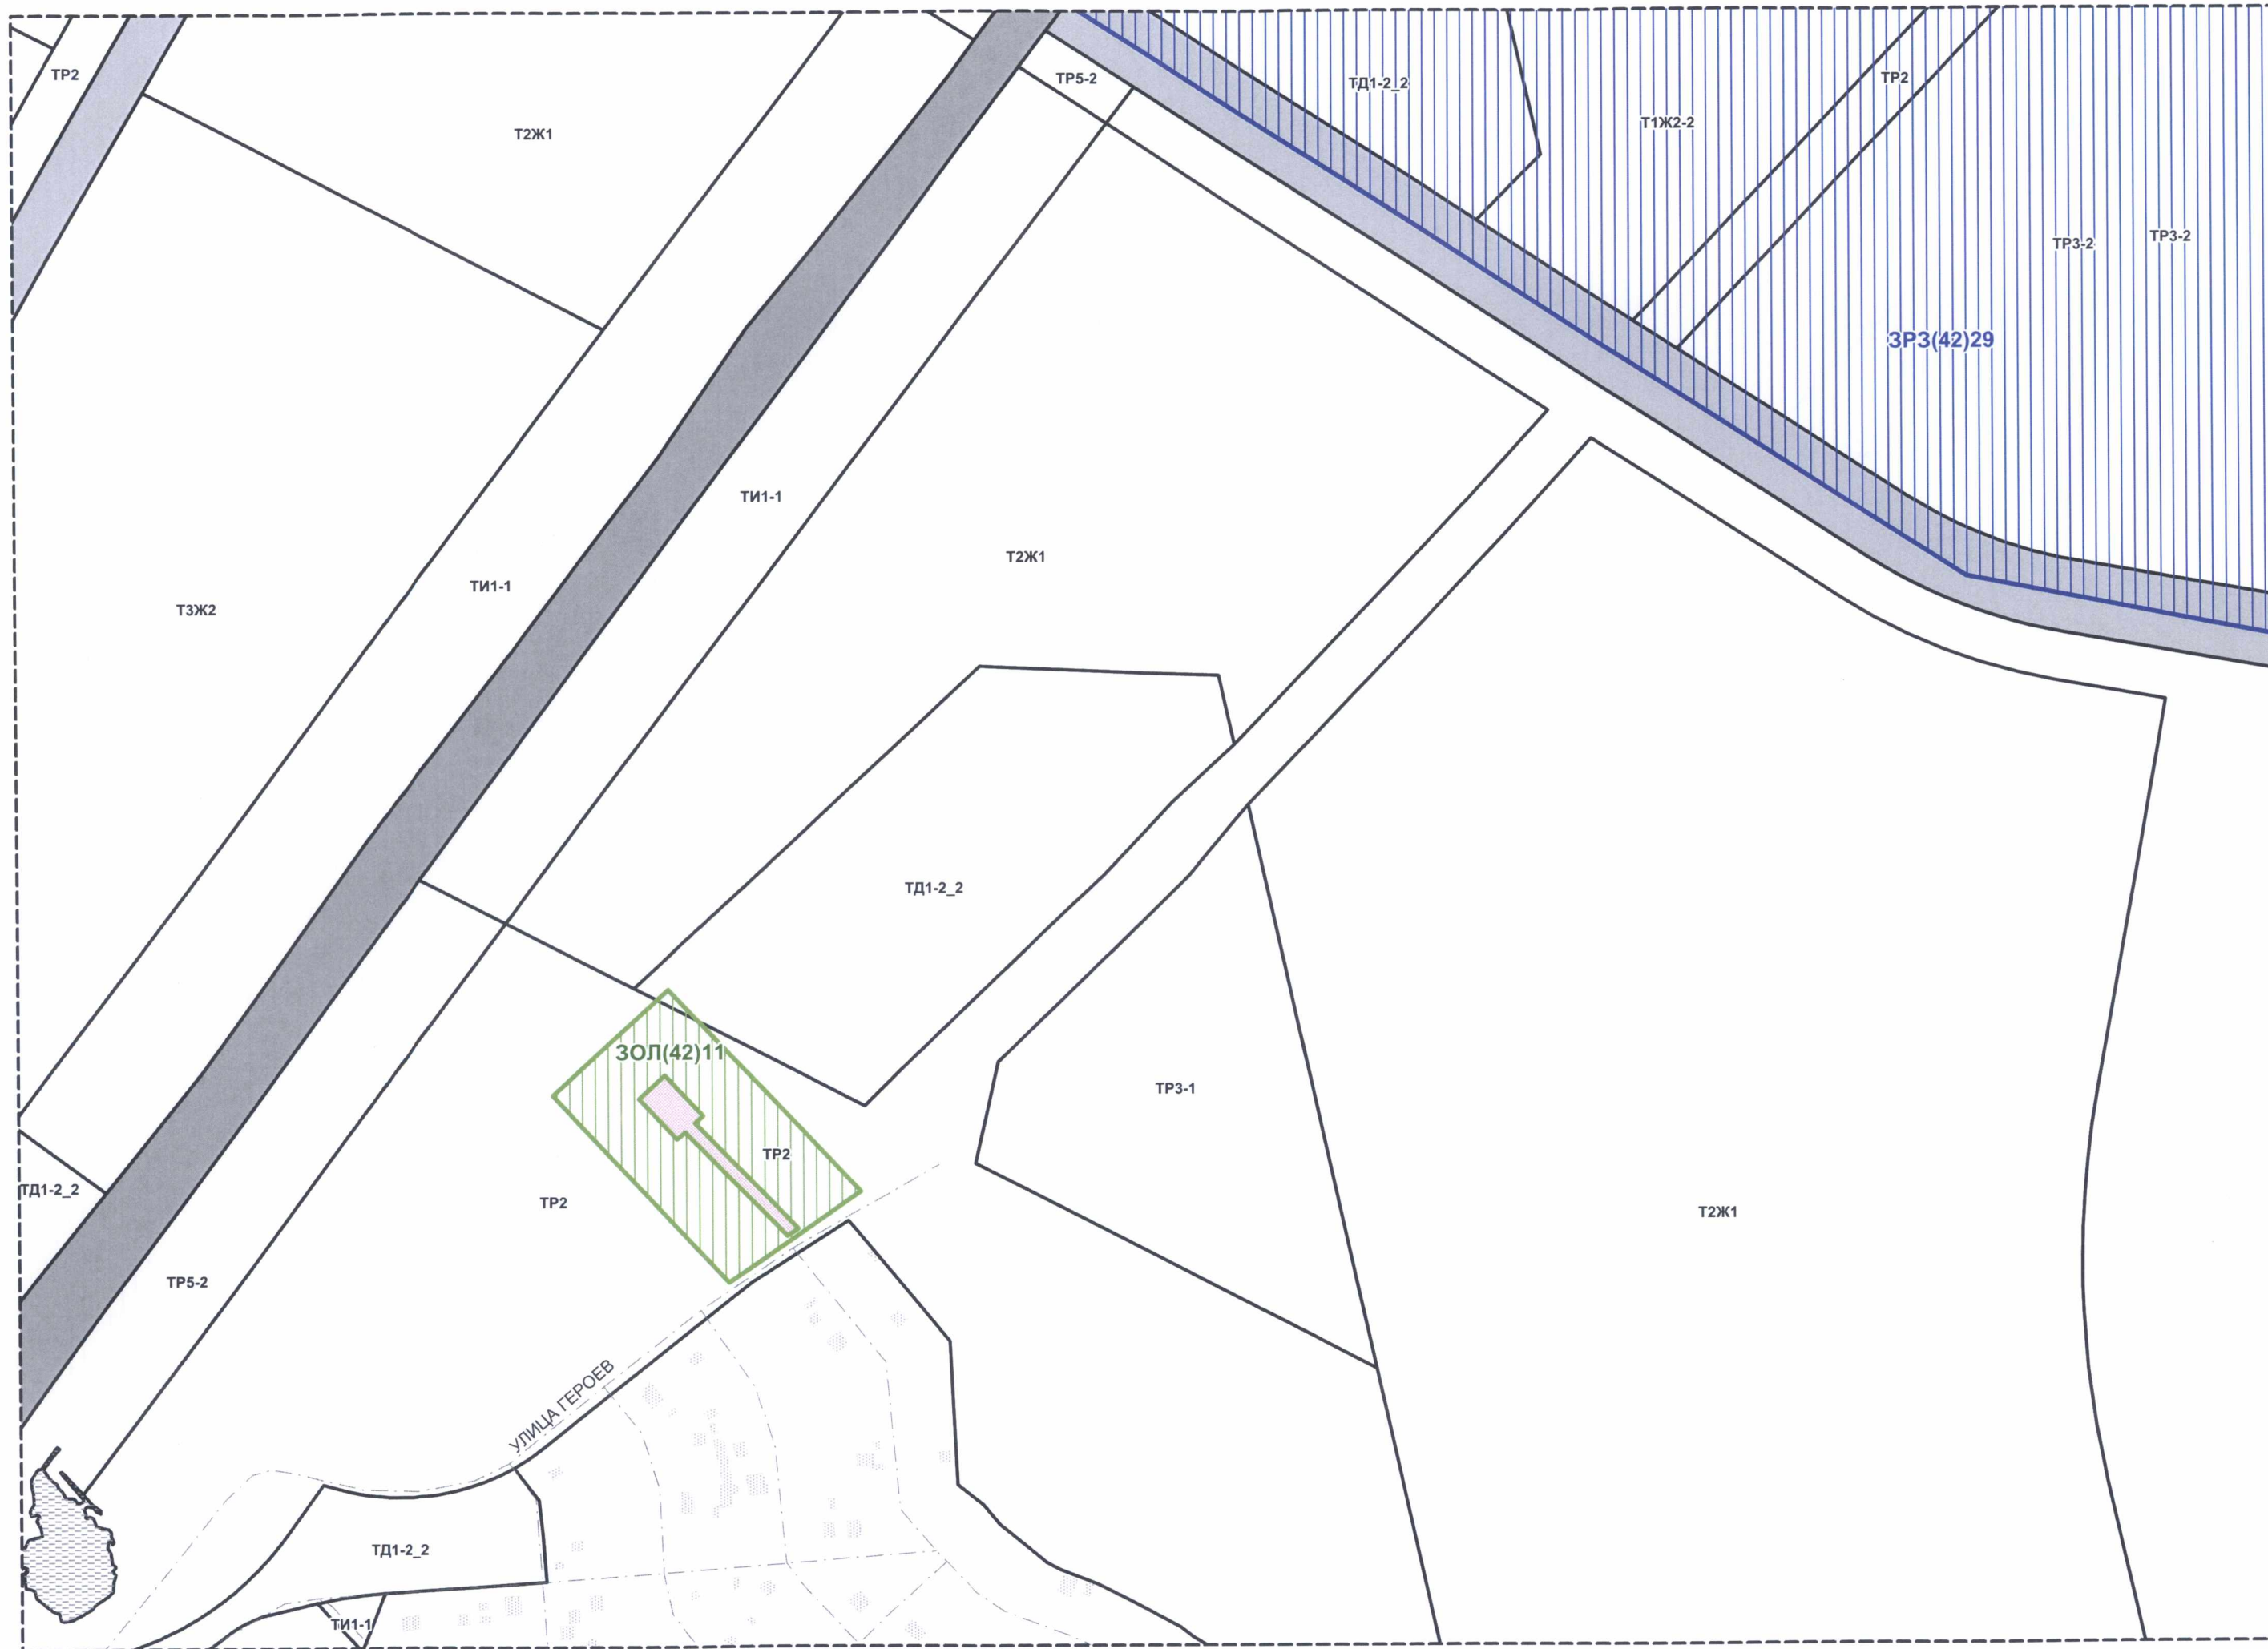 ТР2
ТР5-2
ТД1-2_2
ТР2
Т1Ж2-2
Т2Ж1
ТР3-2
ТР3-2
ЗРЗ(42)29
ТИ1-1
Т2Ж1
ТИ1-1
Т3Ж2
ТД1-2_2
ЗОЛ(42)11
ТР3-1
ТР2
ТД1-2_2
ТР2
Т2Ж1
ТР5-2
УЛИЦА ГЕРОЕВ
ТД1-2_2
ТИ1-1